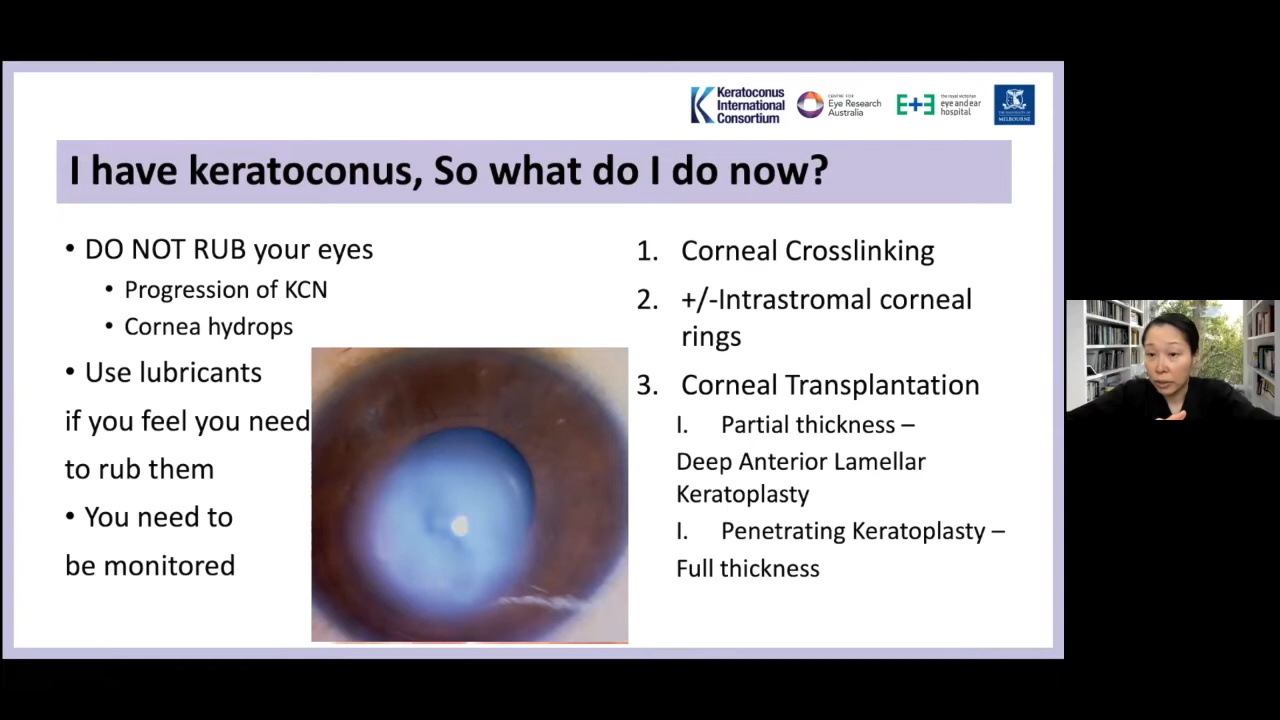 Keratoconus
International
Consortium
CENTRE FOR
Eye Research
Australia
the royal victorian
eye and ear
hospital
MELBOURNE
I have keratoconus, So what do I do now?
• DO NOT RUB your eyes
• Progression of KCN
• Cornea hydrops
• Use lubricants
if you feel you need
to rub them
• You need to
be monitored
1. Corneal Crosslinking
2. +/-Intrastromal corneal
rings
3. Corneal Transplantation
I. Partial thickness –
Deep Anterior Lamellar
Keratoplasty
I. Penetrating Keratoplasty –
Full thickness